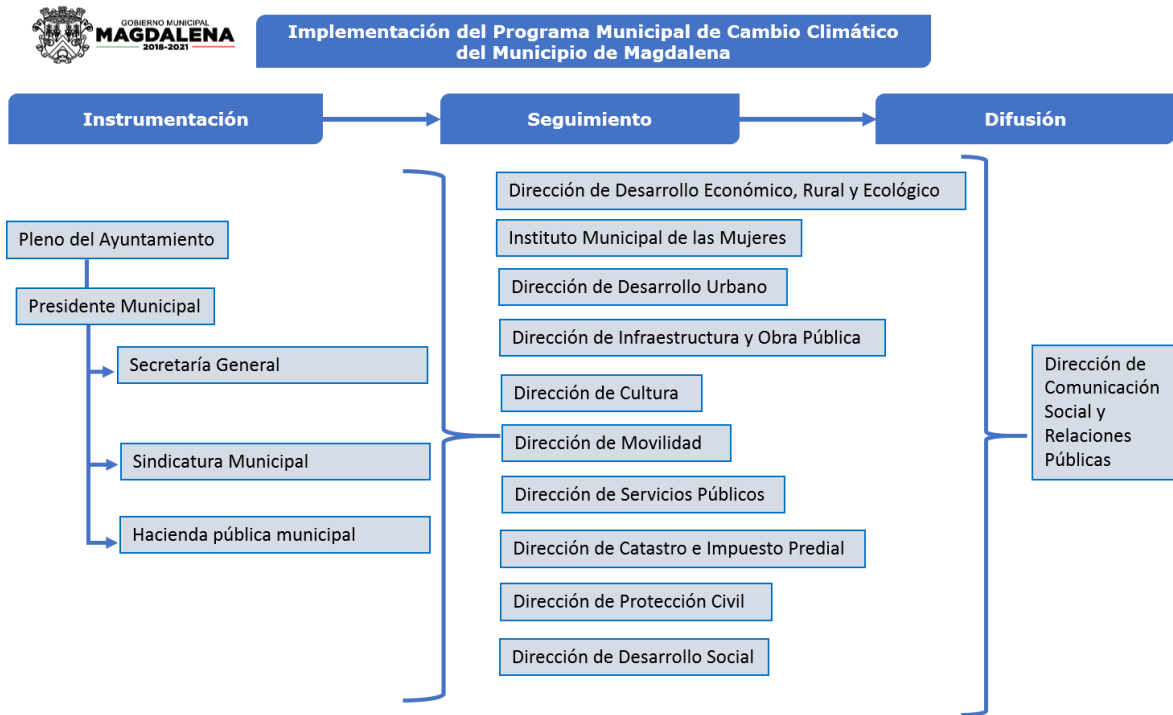 GOBIERNO MUNICIPAL
MAGDALENA
2018-2021
Implementación del Programa Municipal de Cambio Climático
del Municipio de Magdalena
Instrumentación
Seguimiento
Difusión
Pleno del Ayuntamiento
Presidente Municipal
Secretaría General
Sindicatura Municipal
Hacienda pública municipal
Dirección de Desarrollo Económico, Rural y Ecológico
Instituto Municipal de las Mujeres
Dirección de Desarrollo Urbano
Dirección de Infraestructura y Obra Pública
Dirección de Cultura
Dirección de Movilidad
Dirección de Servicios Públicos
Dirección de Catastro e Impuesto Predial
Dirección de Protección Civil
Dirección de Desarrollo Social
Dirección de
Comunicación
Social y
Relaciones
Públicas